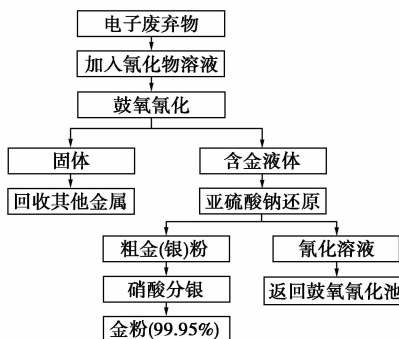 电子废弃物
加入氰化物溶液
鼓氧氰化
固体
含金液体
回收其他金属
亚硫酸钠还原
粗金(银)粉
氰化溶液
硝酸分银
返回鼓氧氰化池
金粉(99.95%)